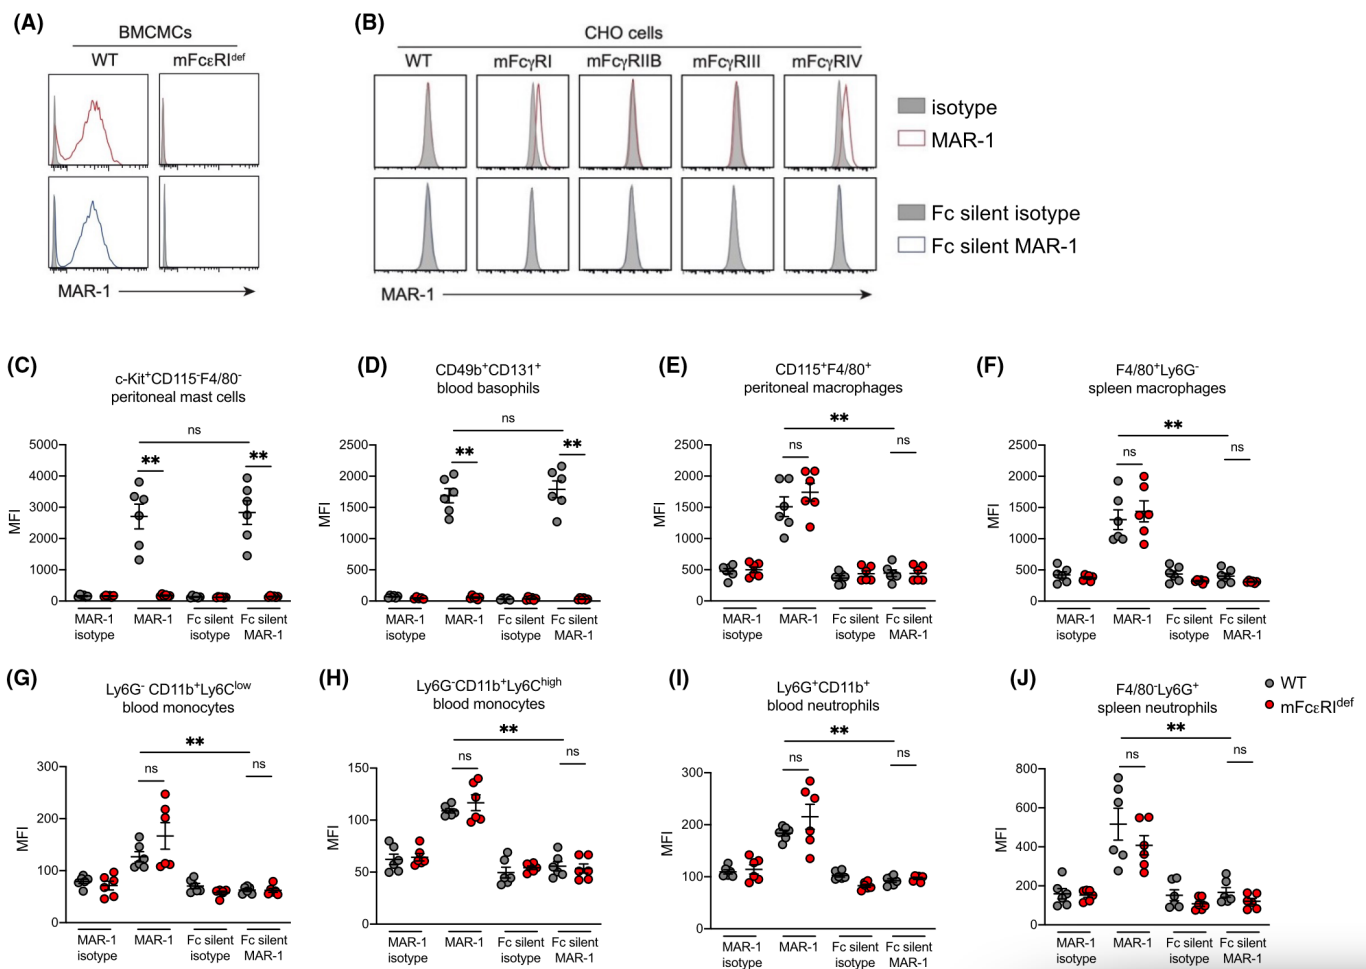 (A)
BMCMCs
WT
mFcεRIdef
MAR-1
(B)
CHO cells
WT
mFcγRI
mFcγRIIB
mFcγRIII
mFcγRIV
MAR-1
isotype
MAR-1
Fc silent isotype
Fc silent MAR-1
(C)
c-Kit+CD115-F4/80-
peritoneal mast cells
ns
**
**
5000
4000
3000
2000
1000
0
MFI
MAR-1
isotype
MAR-1
Fc silent
isotype
Fc silent
MAR-1
(D)
CD49b+CD131+
blood basophils
ns
**
**
2500
2000
1500
1000
500
0
MFI
MAR-1
isotype
MAR-1
Fc silent
isotype
Fc silent
MAR-1
(E)
CD115+F4/80+
peritoneal macrophages
**
ns
ns
2500
2000
1500
1000
500
0
MFI
MAR-1
isotype
MAR-1
Fc silent
isotype
Fc silent
MAR-1
(F)
F4/80+Ly6G-
spleen macrophages
**
ns
ns
2500
2000
1500
1000
500
0
MFI
MAR-1
isotype
MAR-1
Fc silent
isotype
Fc silent
MAR-1
(G)
Ly6G- CD11b+Ly6Clow
blood monocytes
**
ns
ns
300
200
100
0
MFI
MAR-1
isotype
MAR-1
Fc silent
isotype
Fc silent
MAR-1
(H)
Ly6G-CD11b+Ly6Chigh
blood monocytes
**
ns
ns
150
100
50
0
MFI
MAR-1
isotype
MAR-1
Fc silent
isotype
Fc silent
MAR-1
(I)
Ly6G+CD11b+
blood neutrophils
**
ns
ns
300
200
100
0
MFI
MAR-1
isotype
MAR-1
Fc silent
isotype
Fc silent
MAR-1
(J)
F4/80-Ly6G+
spleen neutrophils
**
ns
ns
800
600
400
200
0
MFI
MAR-1
isotype
MAR-1
Fc silent
isotype
Fc silent
MAR-1
WT
mFcεRIdef